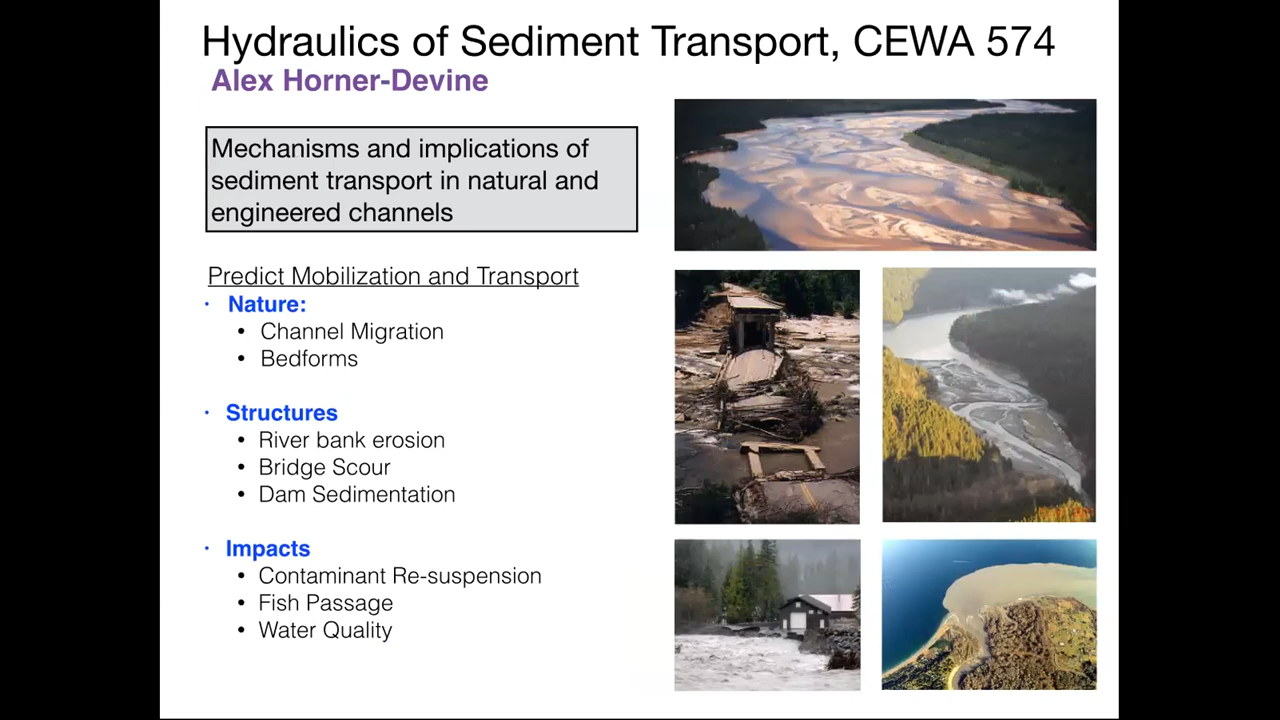 Hydraulics of Sediment Transport, CEWA 574
Alex Horner-Devine
Mechanisms and implications of
sediment transport in natural and
engineered channels
Predict Mobilization and Transport
· Nature:
• Channel Migration
• Bedforms
· Structures
• River bank erosion
• Bridge Scour
• Dam Sedimentation
· Impacts
• Contaminant Re-suspension
• Fish Passage
• Water Quality